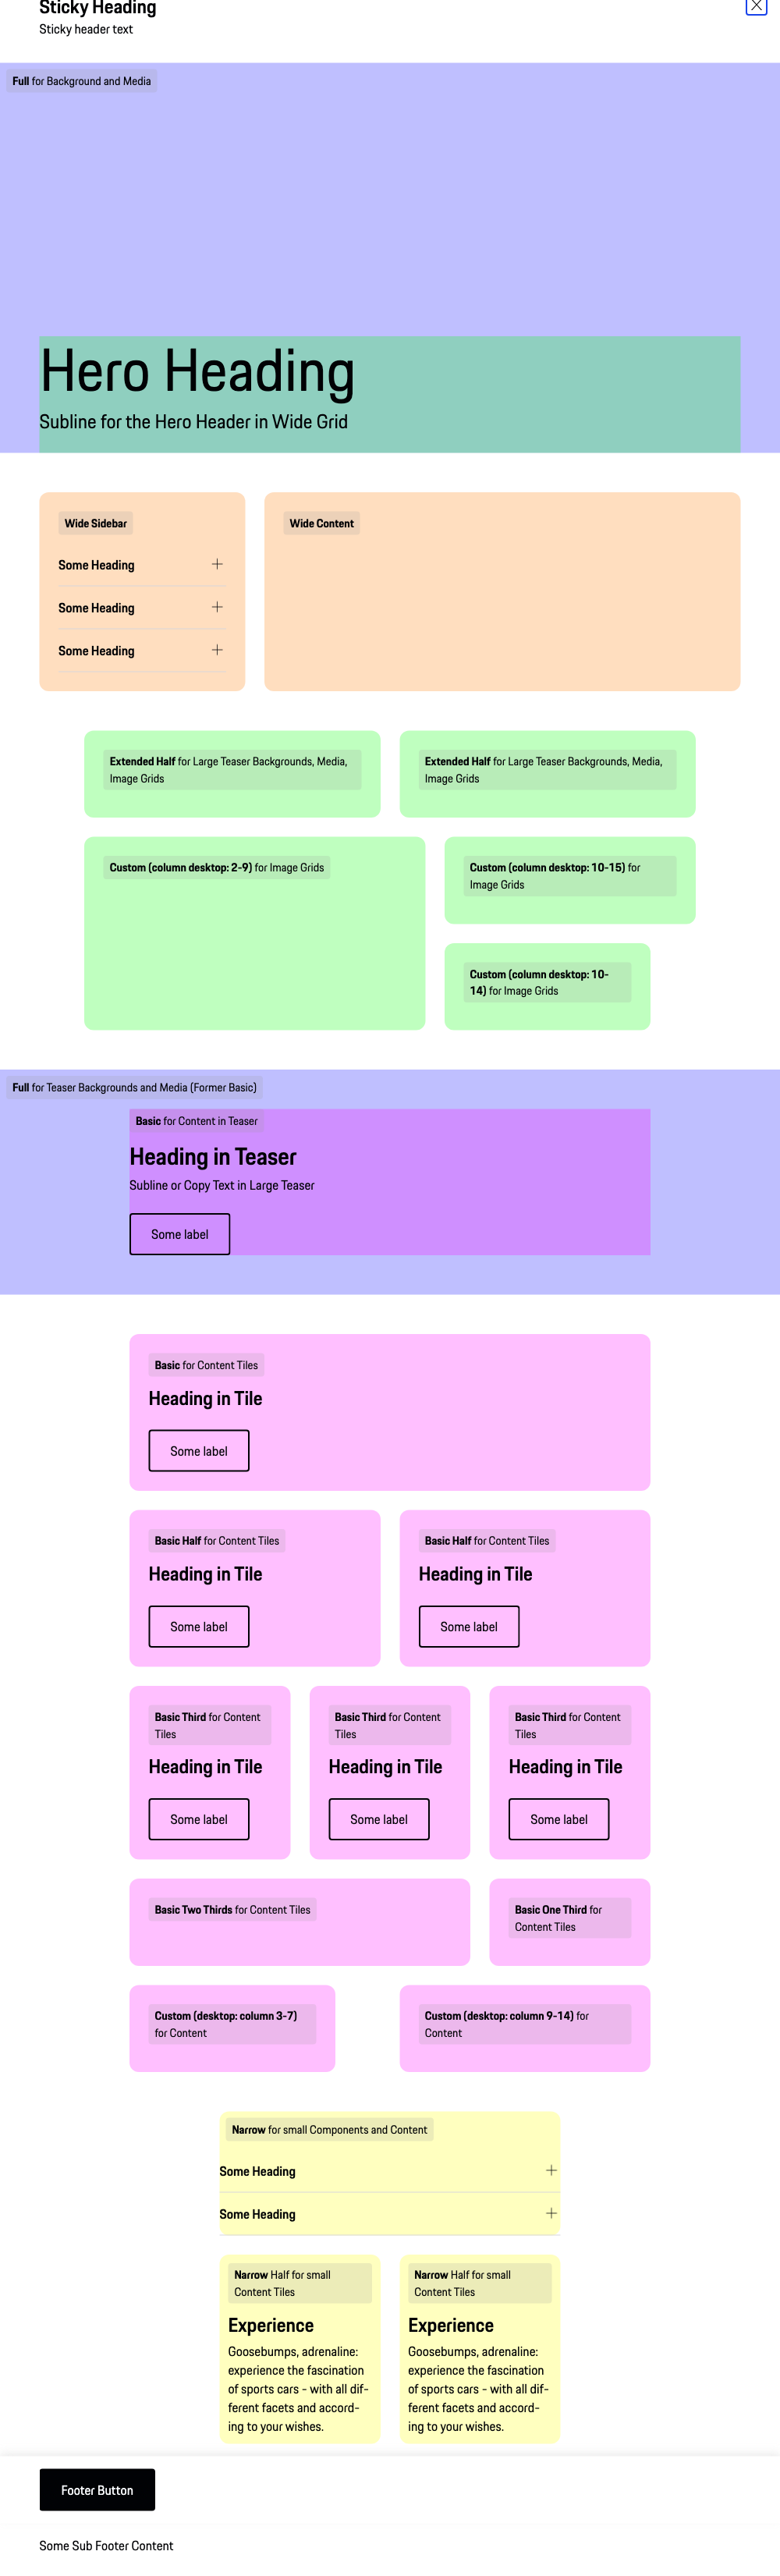 Sticky Heading
Sticky header text
Full for Background and Media
Hero Heading
Subline for the Hero Header in Wide Grid
Wide Sidebar
Some Heading
Some Heading
Some Heading
Wide Content
Extended Half for Large Teaser Backgrounds, Media,
Image Grids
Extended Half for Large Teaser Backgrounds, Media,
Image Grids
Custom (column desktop: 2-9) for Image Grids
Custom (column desktop: 10-15) for
Image Grids
Custom (column desktop: 10-
14) for Image Grids
Full for Teaser Backgrounds and Media (Former Basic)
Basic for Content in Teaser
Heading in Teaser
Subline or Copy Text in Large Teaser
Some label
Basic for Content Tiles
Heading in Tile
Some label
Basic Half for Content Tiles
Heading in Tile
Some label
Basic Half for Content Tiles
Heading in Tile
Some label
Basic Third for Content
Tiles
Heading in Tile
Some label
Basic Third for Content
Tiles
Heading in Tile
Some label
Basic Third for Content
Tiles
Heading in Tile
Some label
Basic Two Thirds for Content Tiles
Basic One Third for
Content Tiles
Custom (desktop: column 3-7)
for Content
Custom (desktop: column 9-14) for
Content
Narrow for small Components and Content
Some Heading
Some Heading
Narrow Half for small
Content Tiles
Experience
Goosebumps, adrenaline:
experience the fascination
of sports cars - with all dif-
ferent facets and accord-
ing to your wishes.
Narrow Half for small
Content Tiles
Experience
Goosebumps, adrenaline:
experience the fascination
of sports cars - with all dif-
ferent facets and accord-
ing to your wishes.
Footer Button
Some Sub Footer Content